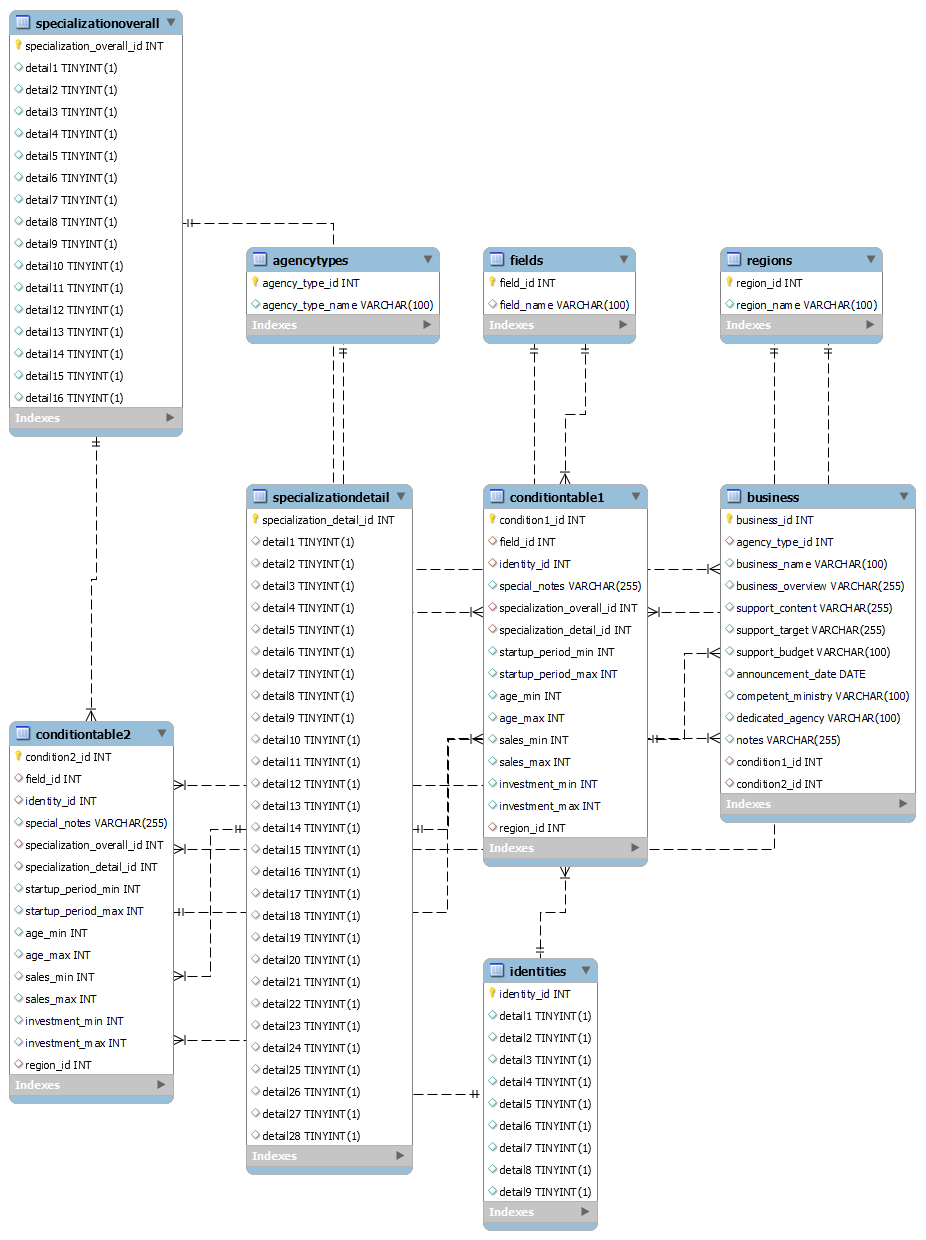 specializationoverall
specialization_overall_id INT
detail1 TINYINT(1)
detail2 TINYINT(1)
detail3 TINYINT(1)
detail4 TINYINT(1)
detail5 TINYINT(1)
detail6 TINYINT(1)
detail7 TINYINT(1)
detail8 TINYINT(1)
detail9 TINYINT(1)
detail10 TINYINT(1)
detail11 TINYINT(1)
detail12 TINYINT(1)
detail13 TINYINT(1)
detail14 TINYINT(1)
detail15 TINYINT(1)
detail16 TINYINT(1)
Indexes
agencytypes
agency_type_id INT
agency_type_name VARCHAR(100)
Indexes
fields
field_id INT
field_name VARCHAR(100)
Indexes
regions
region_id INT
region_name VARCHAR(100)
Indexes
specializationdetail
specialization_detail_id INT
detail1 TINYINT(1)
detail2 TINYINT(1)
detail3 TINYINT(1)
detail4 TINYINT(1)
detail5 TINYINT(1)
detail6 TINYINT(1)
detail7 TINYINT(1)
detail8 TINYINT(1)
detail9 TINYINT(1)
detail10 TINYINT(1)
detail11 TINYINT(1)
detail12 TINYINT(1)
detail13 TINYINT(1)
detail14 TINYINT(1)
detail15 TINYINT(1)
detail16 TINYINT(1)
detail17 TINYINT(1)
detail18 TINYINT(1)
detail19 TINYINT(1)
detail20 TINYINT(1)
detail21 TINYINT(1)
detail22 TINYINT(1)
detail23 TINYINT(1)
detail24 TINYINT(1)
detail25 TINYINT(1)
detail26 TINYINT(1)
detail27 TINYINT(1)
detail28 TINYINT(1)
Indexes
conditiontable1
condition1_id INT
field_id INT
identity_id INT
special_notes VARCHAR(255)
specialization_overall_id INT
specialization_detail_id INT
startup_period_min INT
startup_period_max INT
age_min INT
age_max INT
sales_min INT
sales_max INT
investment_min INT
investment_max INT
region_id INT
Indexes
business
business_id INT
agency_type_id INT
business_name VARCHAR(100)
business_overview VARCHAR(255)
support_content VARCHAR(255)
support_target VARCHAR(255)
support_budget VARCHAR(100)
announcement_date DATE
competent_ministry VARCHAR(100)
dedicated_agency VARCHAR(100)
notes VARCHAR(255)
condition1_id INT
condition2_id INT
Indexes
conditiontable2
condition2_id INT
field_id INT
identity_id INT
special_notes VARCHAR(255)
specialization_overall_id INT
specialization_detail_id INT
startup_period_min INT
startup_period_max INT
age_min INT
age_max INT
sales_min INT
sales_max INT
investment_min INT
investment_max INT
region_id INT
Indexes
identities
identity_id INT
detail1 TINYINT(1)
detail2 TINYINT(1)
detail3 TINYINT(1)
detail4 TINYINT(1)
detail5 TINYINT(1)
detail6 TINYINT(1)
detail7 TINYINT(1)
detail8 TINYINT(1)
detail9 TINYINT(1)
Indexes